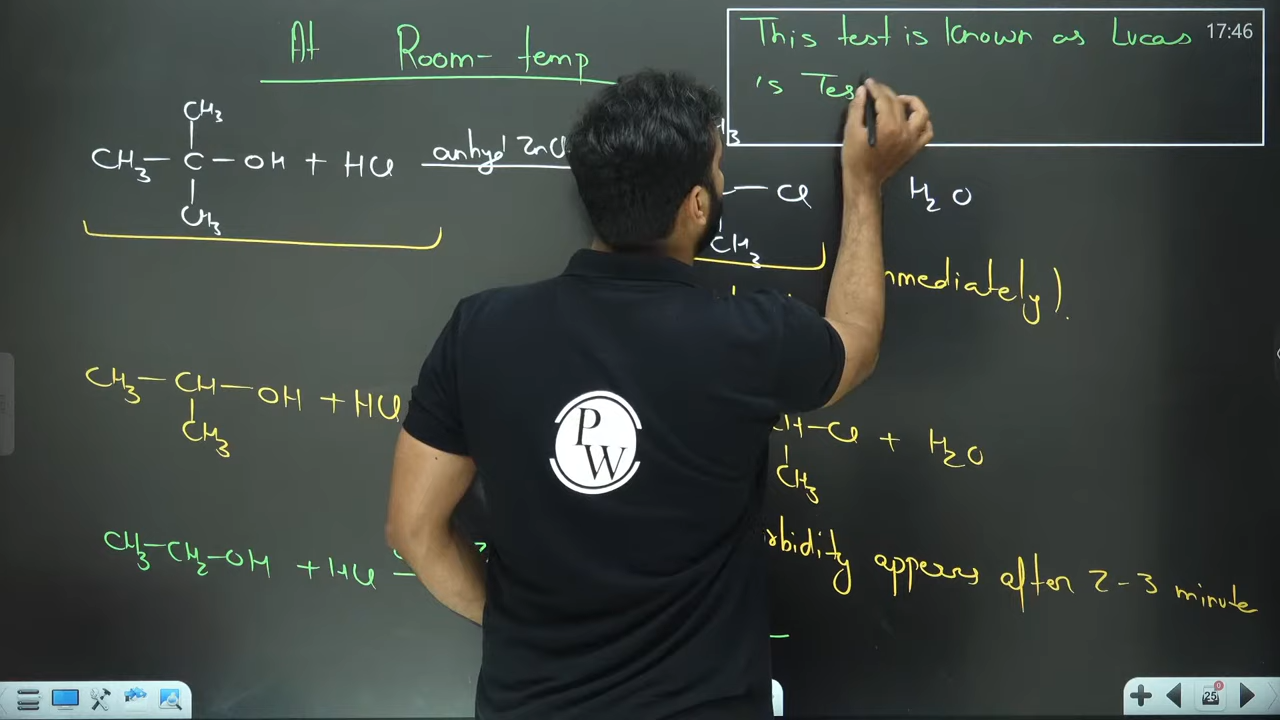 At Room- temp
This test is known as Lucas
is Tes
17:46
CH3
CH3 - C - OH + HCl anhyd ZnCl
CH3
- Cl
H2O
CH3
mmediately).
CH3 - CH - OH + HCl
CH3
CH - Cl + H2O
CH3
CH3 - CH2 - OH + HCl
rbidity appears after 2-3 minute
P
W
25